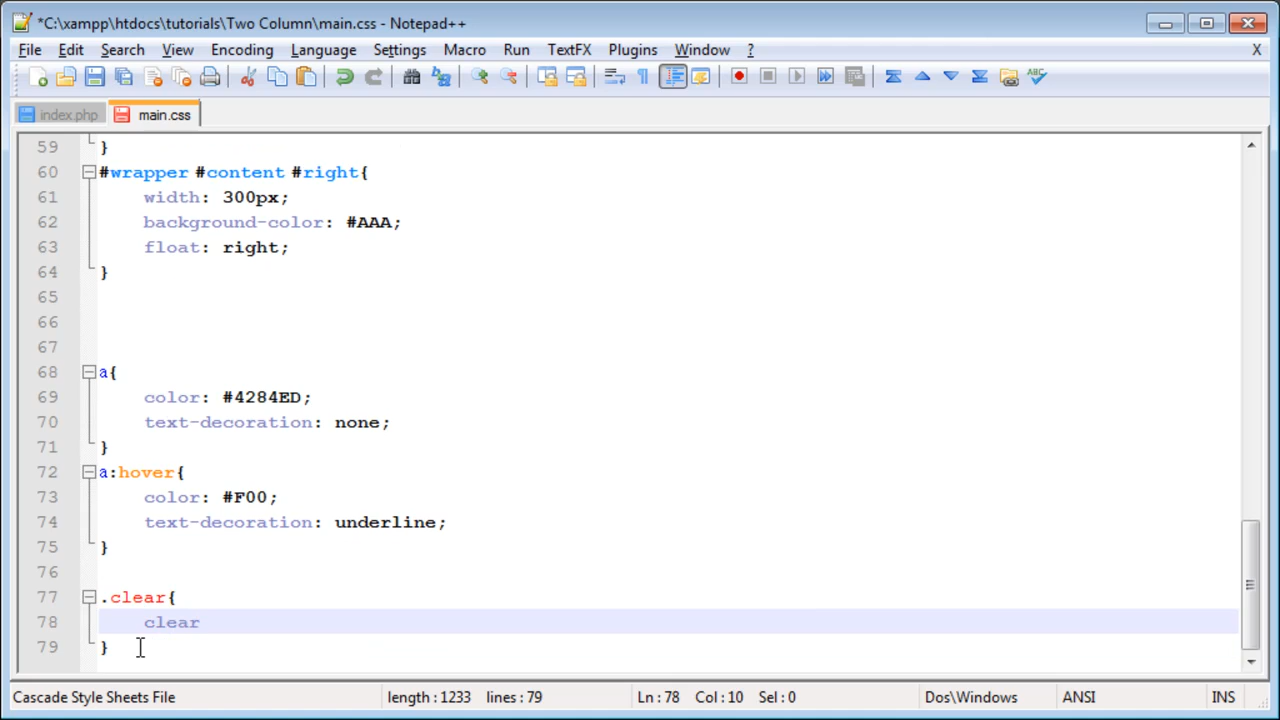 *C:\xampp\htdocs\tutorials\Two Column\main.css - Notepad++
File Edit Search View Encoding Language Settings Macro Run TextFX Plugins Window ? X
index.php main.css
59 }
60 #wrapper #content #right{
61 width: 300px;
62 background-color: #AAA;
63 float: right;
64 }
65
66
67
68 a{
69 color: #4284ED;
70 text-decoration: none;
71 }
72 a:hover{
73 color: #F00;
74 text-decoration: underline;
75 }
76
77 .clear{
78 clear
79 }
Cascade Style Sheets File length : 1233 lines : 79 Ln : 78 Col : 10 Sel : 0 Dos\Windows ANSI INS